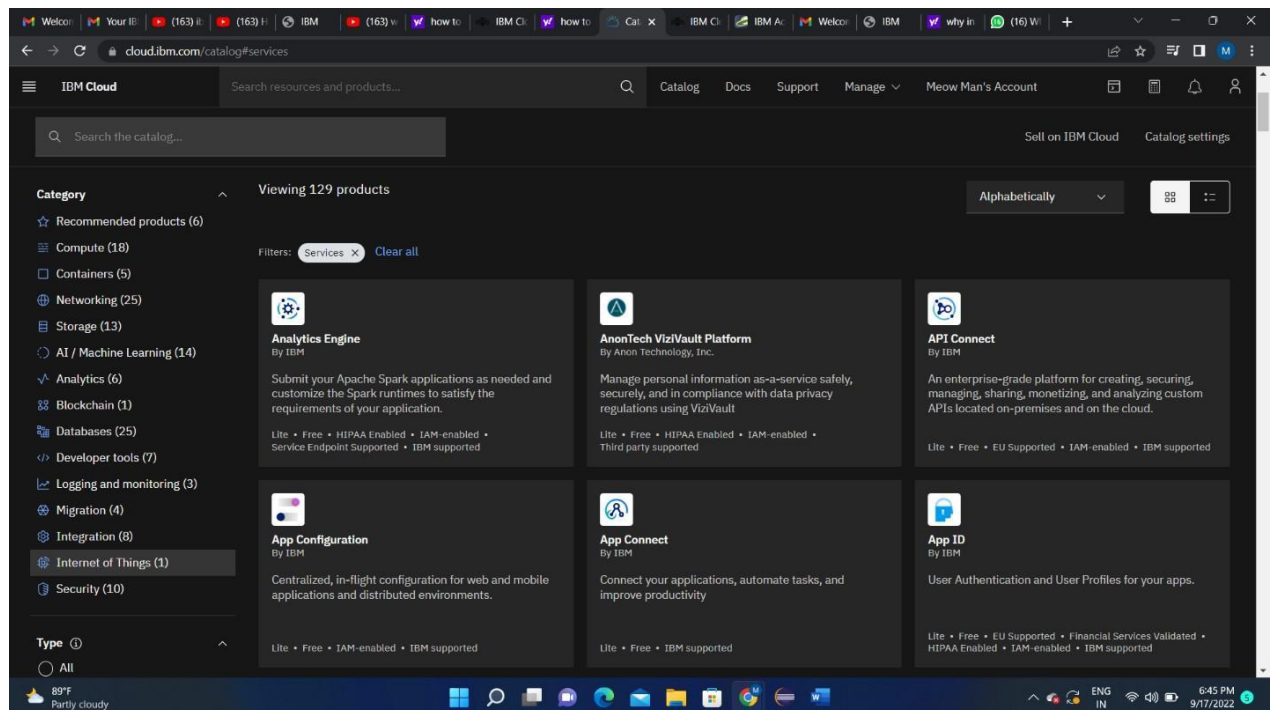 Welcon
Your IB
(163) it
(163) H
IBM
(163) w
how to
IBM Clc
how to
Cat
IBM Cl
IBM Ac
Welcon
IBM
why in
(16) W
cloud.ibm.com/catalog#services
M
IBM Cloud
Search resources and products...
Catalog
Docs
Support
Manage
Meow Man's Account
Search the catalog...
Sell on IBM Cloud
Catalog settings
Category
Recommended products (6)
Compute (18)
Containers (5)
Networking (25)
Storage (13)
AI / Machine Learning (14)
Analytics (6)
Blockchain (1)
Databases (25)
Developer tools (7)
Logging and monitoring (3)
Migration (4)
Integration (8)
Internet of Things (1)
Security (10)
Type
All
Viewing 129 products
Alphabetically
Filters: Services × Clear all
Analytics Engine
By IBM
Submit your Apache Spark applications as needed and
customize the Spark runtimes to satisfy the
requirements of your application.
Lite • Free • HIPAA Enabled • IAM-enabled •
Service Endpoint Supported • IBM supported
AnonTech ViziVault Platform
By Anon Technology, Inc.
Manage personal information as-a-service safely,
securely, and in compliance with data privacy
regulations using ViziVault
Lite • Free • HIPAA Enabled • IAM-enabled •
Third party supported
API Connect
By IBM
An enterprise-grade platform for creating, securing,
managing, sharing, monetizing, and analyzing custom
APIs located on-premises and on the cloud.
Lite • Free • EU Supported • IAM-enabled • IBM supported
App Configuration
By IBM
Centralized, in-flight configuration for web and mobile
applications and distributed environments.
Lite • Free • IAM-enabled • IBM supported
App Connect
By IBM
Connect your applications, automate tasks, and
improve productivity
Lite • Free • IBM supported
App ID
By IBM
User Authentication and User Profiles for your apps.
Lite • Free • EU Supported • Financial Services Validated •
HIPAA Enabled • IAM-enabled • IBM supported
89°F
Partly cloudy
ENG
IN
6:45 PM
9/17/2022
5